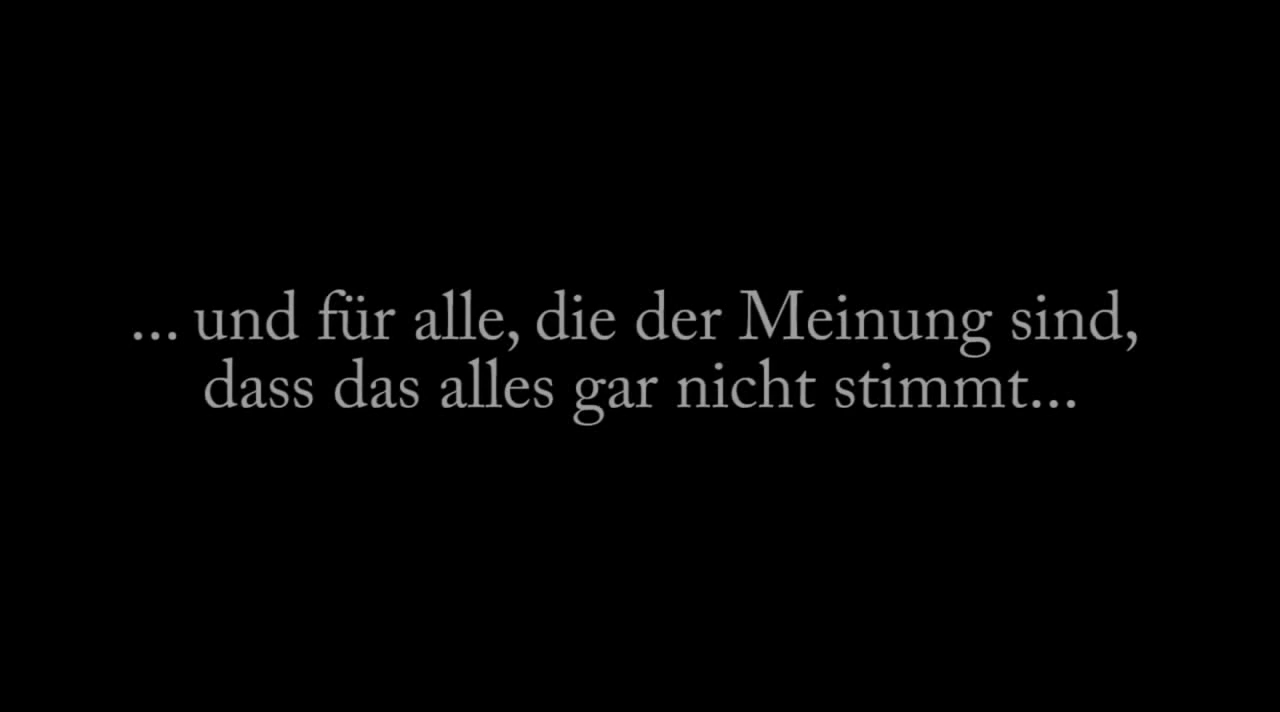 ... und für alle, die der Meinung sind,
dass das alles gar nicht stimmt...